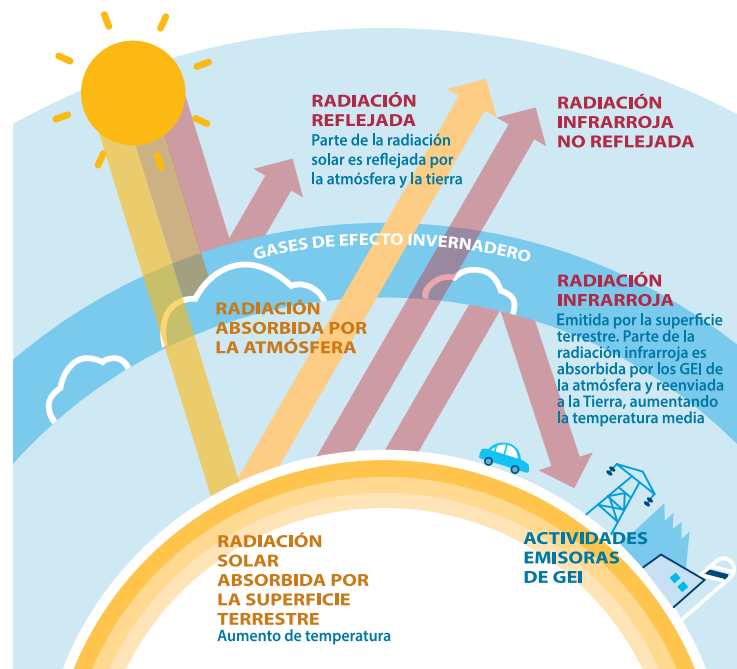 RADIACIÓN
REFLEJADA
Parte de la radiación
solar es reflejada por
la atmósfera y la tierra
RADIACIÓN
INFRARROJA
NO REFLEJADA
GASES DE EFECTO INVERNADERO
RADIACIÓN
ABSORBIDA POR
LA ATMÓSFERA
RADIACIÓN
INFRARROJA
Emitida por la superficie
terrestre. Parte de la
radiación infrarroja es
absorbida por los GEI de
la atmósfera y reenviada
a la Tierra, aumentando
la temperatura media
RADIACIÓN
SOLAR
ABSORBIDA POR
LA SUPERFICIE
TERRESTRE
Aumento de temperatura
ACTIVIDADES
EMISORAS
DE GEI